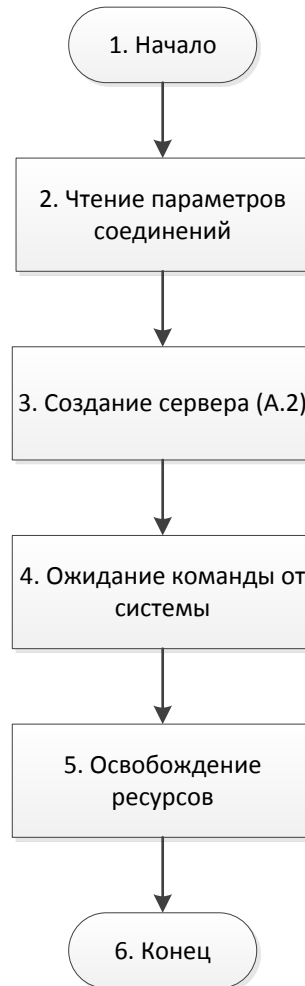 1. Начало
2. Чтение параметров
соединений
3. Создание сервера (А.2)
4. Ожидание команды от
системы
5. Освобождение
ресурсов
6. Конец